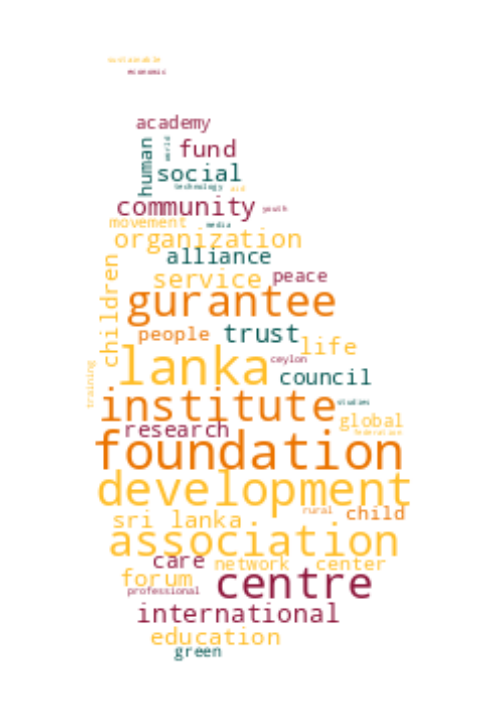 sustainable
economic
academy
human
world
fund
social
technology
aid
community
youth
movement
media
organization
alliance
children
service
peace
gurantee
people
trust
life
lanka
ceylon
council
training
institute
studies
global
research
federation
foundation
development
rural
child
sri lanka
association
care
network
center
forum
centre
professional
international
education
green